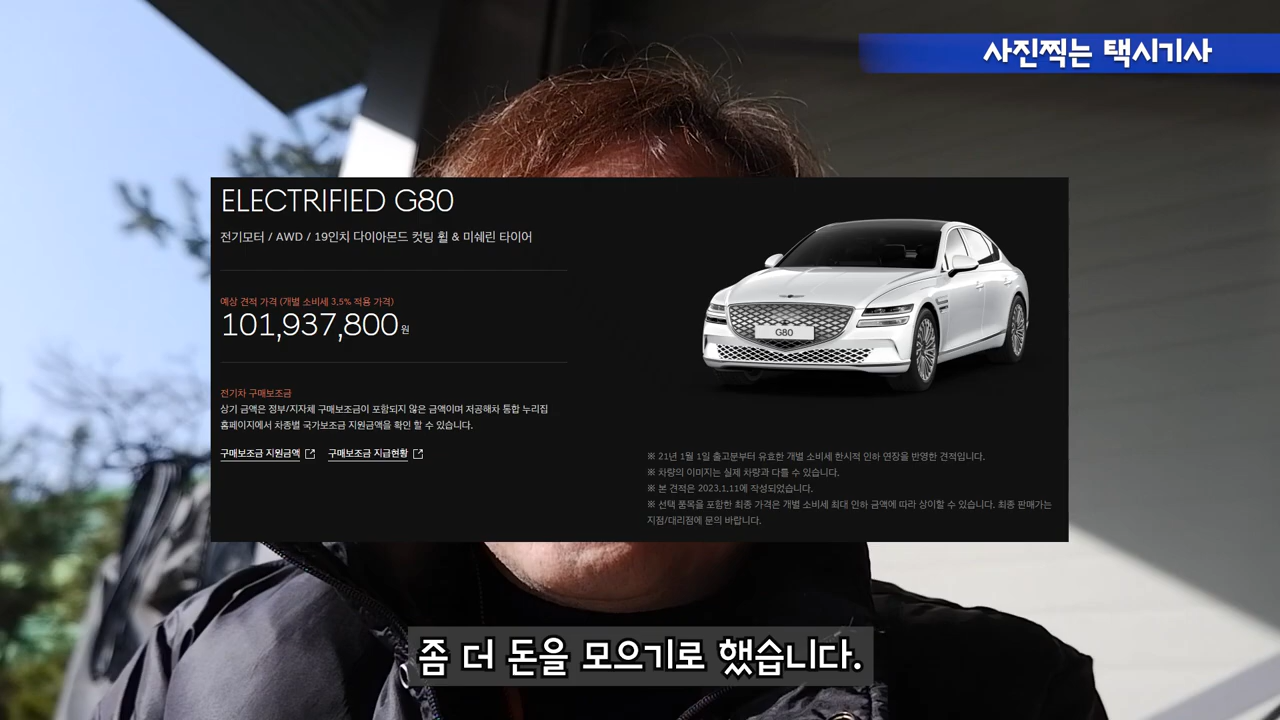 사진찍는 택시기사
ELECTRIFIED G80
전기모터 / AWD / 19인치 다이아몬드 컷팅 휠 & 미쉐린 타이어
예상 견적 가격 (개별 소비세 3.5% 적용 가격)
101,937,800 원
전기차 구매보조금
상기 금액은 정부/지자체 구매보조금이 포함되지 않은 금액이며 저공해차 통합 누리집
홈페이지에서 차종별 국가보조금 지원금액을 확인 할 수 있습니다.
구매보조금 지원금액 구매보조금 지급현황
G80
※ 21년 1월 1일 출고분부터 유효한 개별 소비세 한시적 인하 연장을 반영한 견적입니다.
※ 차량의 이미지는 실제 차량과 다를 수 있습니다.
※ 본 견적은 2023.1.11에 작성되었습니다.
※ 선택 품목을 포함한 최종 가격은 개별 소비세 최대 인하 금액에 따라 상이할 수 있습니다. 최종 판매가는
지점/대리점에 문의 바랍니다.
좀 더 돈을 모으기로 했습니다.